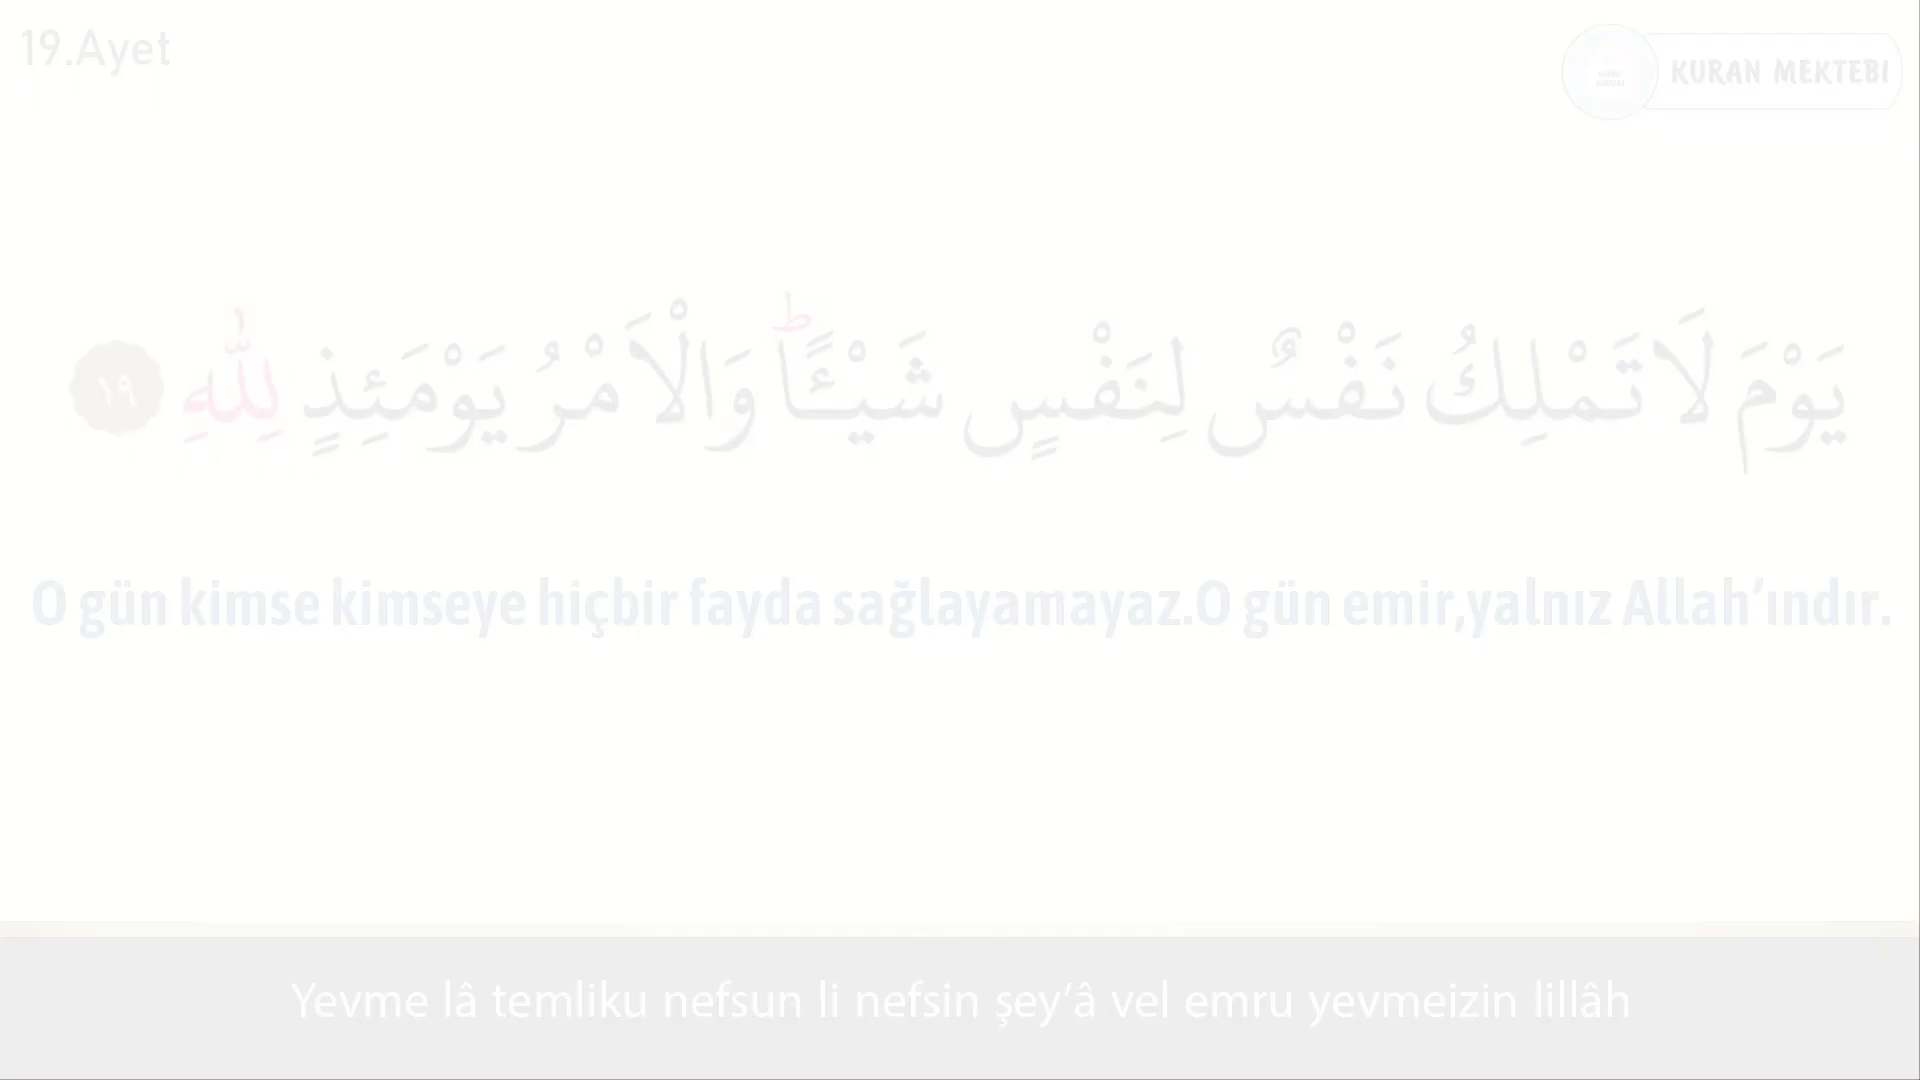 19.Ayet
KURAN MEKTEBI
يَوْمَ لَا تَمْلِكُ نَفْسٌ لِنَفْسٍ شَيْـًٔاۜ وَالْاَمْرُ يَوْمَئِذٍ لِلّٰهِ ١٩
O gün kimse kimseye hiçbir fayda sağlayamayaz.O gün emir,yalnız Allah’ındır.
Yevme lâ temliku nefsun li nefsin şey’â vel emru yevmeizin lillâh